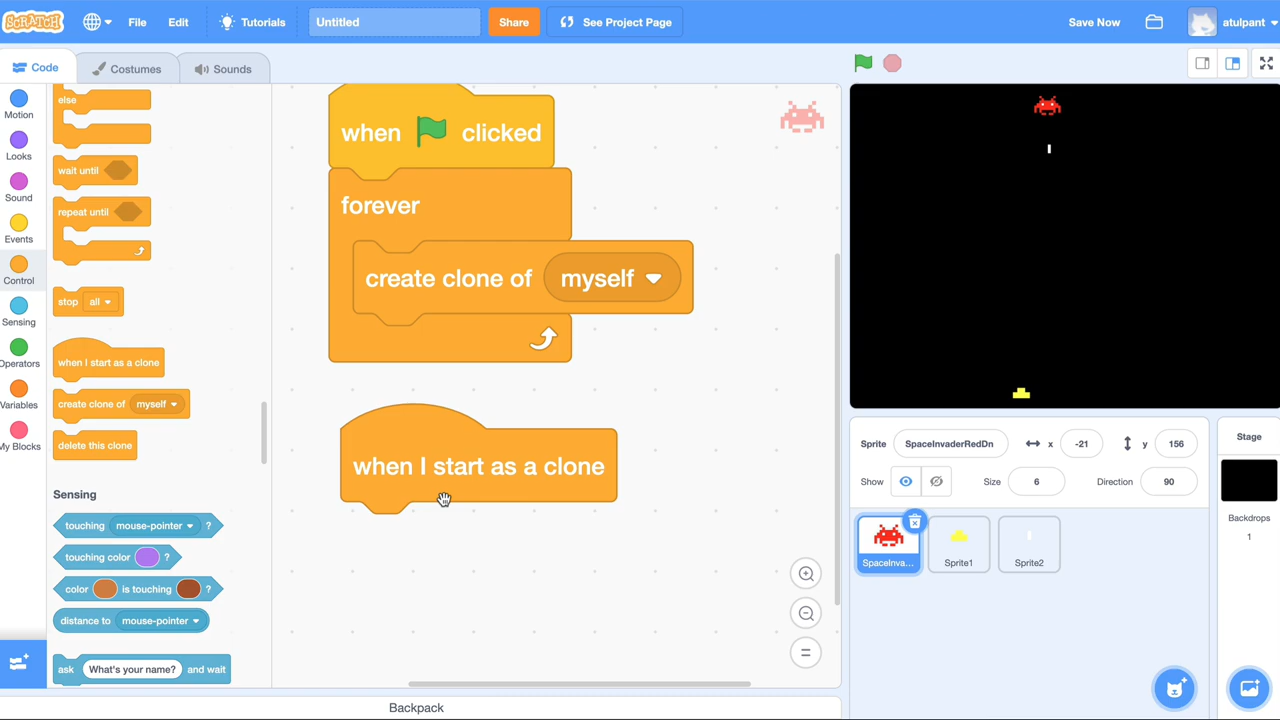 SCRATCH File Edit Tutorials Untitled Share See Project Page Save Now atulpant
Code Costumes Sounds
Motion
Looks
Sound
Events
Control
Sensing
Operators
Variables
My Blocks
else
wait until
repeat until
stop all
when I start as a clone
create clone of myself
delete this clone
Sensing
touching mouse-pointer ?
touching color ?
color is touching ?
distance to mouse-pointer
ask What's your name? and wait
when clicked
forever
create clone of myself
when I start as a clone
Backpack
Sprite SpaceInvaderRedDn x -21 y 156
Show Size 6 Direction 90
SpaceInva... Sprite1 Sprite2
Stage
Backdrops
1